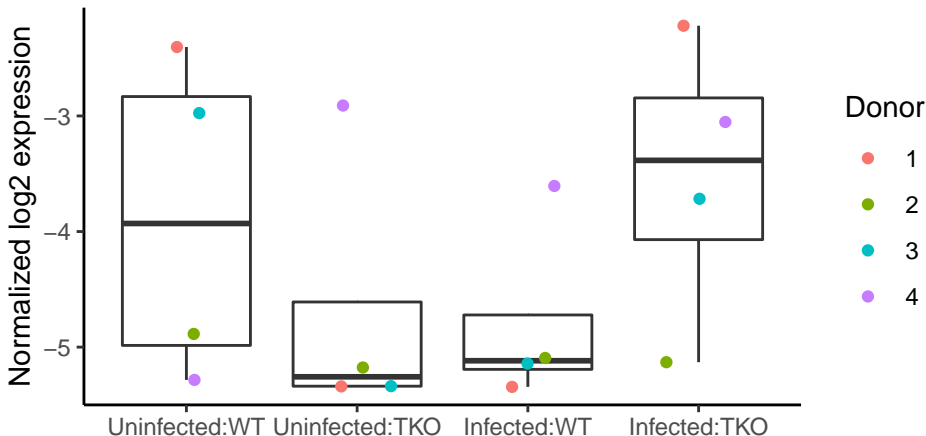 Normalized log2 expression
−3
−4
−5
Uninfected:WT
Uninfected:TKO
Infected:WT
Infected:TKO
Donor
1
2
3
4